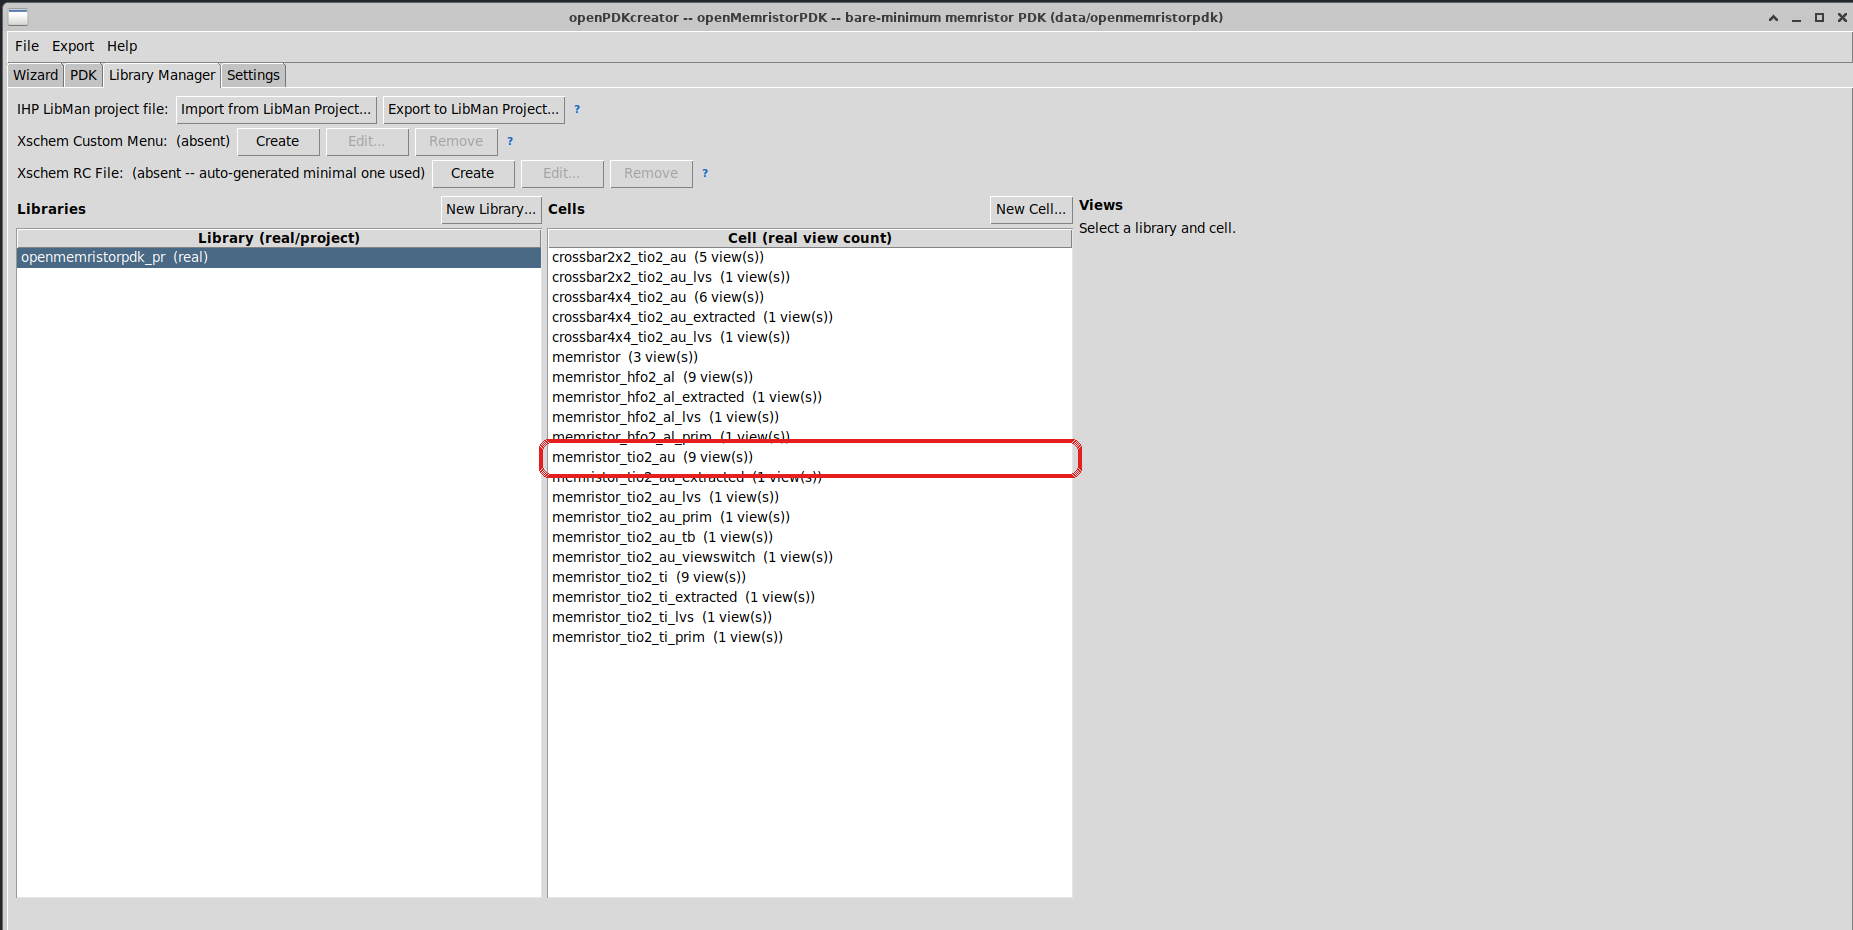 openPDKcreator -- openMemristorPDK -- bare-minimum memristor PDK (data/openmemristorpdk)
File Export Help
Wizard PDK Library Manager Settings
IHP LibMan project file: Import from LibMan Project... Export to LibMan Project... ?
Xschem Custom Menu: (absent) Create Edit... Remove ?
Xschem RC File: (absent -- auto-generated minimal one used) Create Edit... Remove ?
Libraries New Library... Cells New Cell... Views
Select a library and cell.
Library (real/project) Cell (real view count)
openmemristorpdk_pr (real)
crossbar2x2_tio2_au (5 view(s))
crossbar2x2_tio2_au_lvs (1 view(s))
crossbar4x4_tio2_au (6 view(s))
crossbar4x4_tio2_au_extracted (1 view(s))
crossbar4x4_tio2_au_lvs (1 view(s))
memristor (3 view(s))
memristor_hfo2_al (9 view(s))
memristor_hfo2_al_extracted (1 view(s))
memristor_hfo2_al_lvs (1 view(s))
memristor_hfo2_al_prim (1 view(s))
memristor_tio2_au (9 view(s))
memristor_tio2_au_extracted (1 view(s))
memristor_tio2_au_lvs (1 view(s))
memristor_tio2_au_prim (1 view(s))
memristor_tio2_au_tb (1 view(s))
memristor_tio2_au_viewswitch (1 view(s))
memristor_tio2_ti (9 view(s))
memristor_tio2_ti_extracted (1 view(s))
memristor_tio2_ti_lvs (1 view(s))
memristor_tio2_ti_prim (1 view(s))